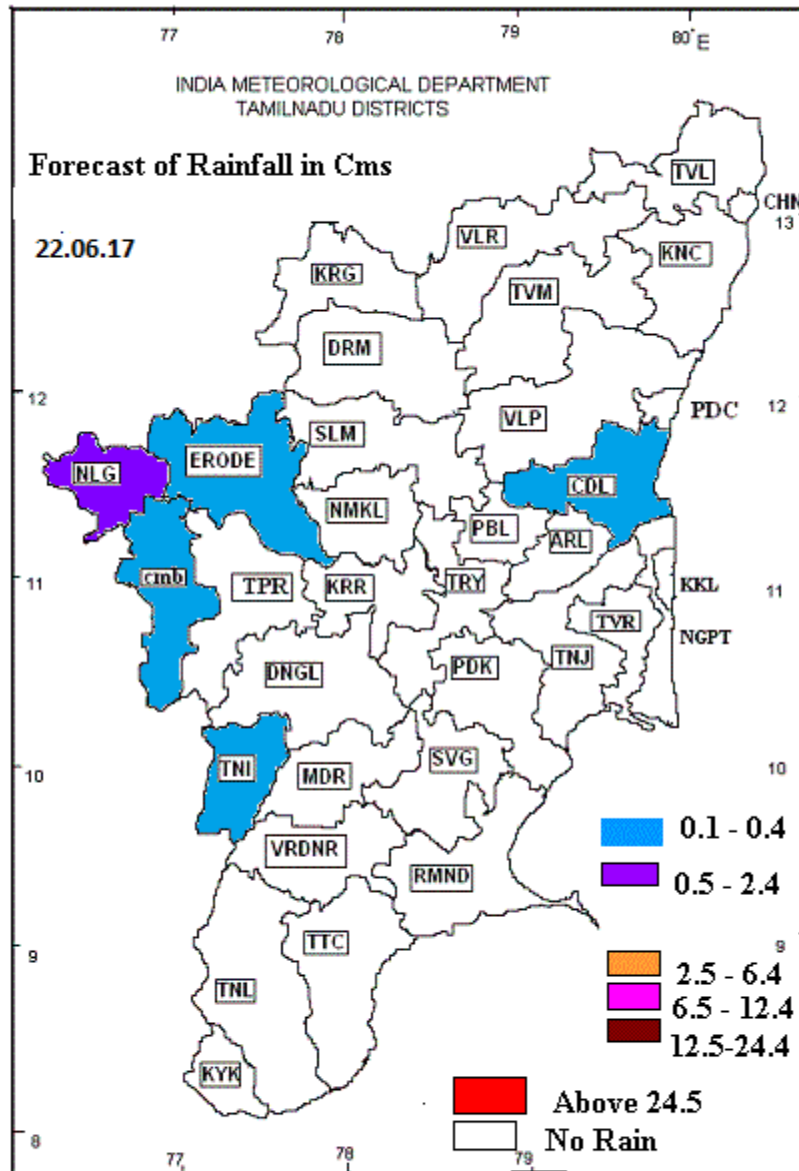 77 78 79 80°E
INDIA METEOROLOGICAL DEPARTMENT
TAMILNADU DISTRICTS
Forecast of Rainfall in Cms
TVL
CHN
13
22.06.17
VLR
KNC
KRG
TVM
DRM
12
PDC 12
VLP
SLM
ERODE
NLG
CDL
NMKL
PBL
ARL
11
cmb
TPR
KRR
TRY
KKL 11
TVR
NGPT
TNJ
DNGL
PDK
10
TNI
MDR
SVG
10
0.1 - 0.4
VRDNR
RMND
0.5 - 2.4
9
TTC
9
2.5 - 6.4
TNL
6.5 - 12.4
12.5-24.4
KYK
Above 24.5
8
No Rain
77 78 79